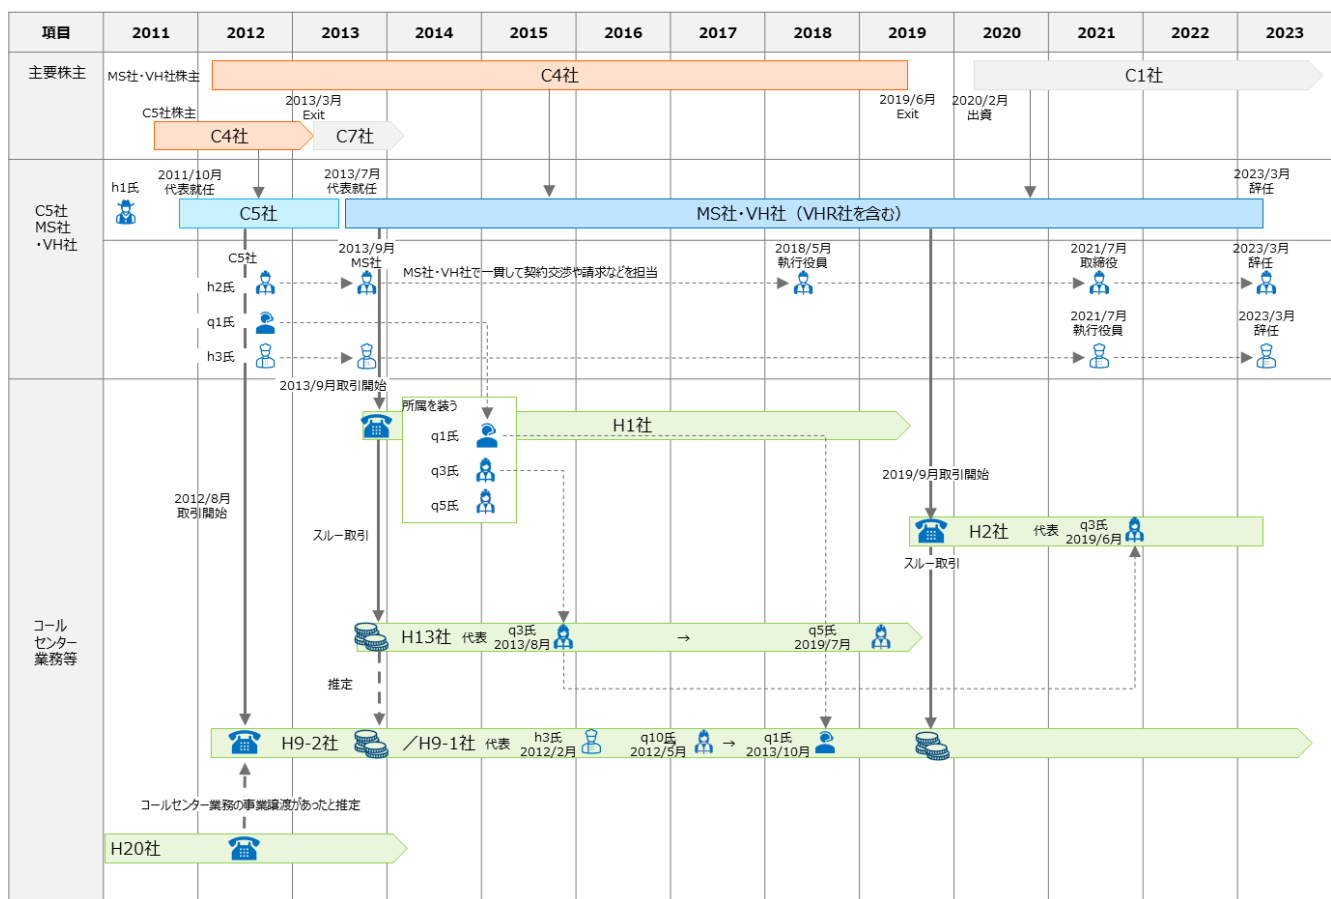 項目
2011
2012
2013
2014
2015
2016
2017
2018
2019
2020
2021
2022
2023
主要株主
MS社・VH社株主
C4社
C1社
2013/3月
Exit
2019/6月
Exit
2020/2月
出資
C5社株主
C4社
C7社
C5社
MS社
・VH社
h1氏
2011/10月
代表就任
2013/7月
代表就任
2023/3月
辞任
C5社
MS社・VH社（VHR社を含む）
C5社
2013/9月
MS社
MS社・VH社で一貫して契約交渉や請求などを担当
2018/5月
執行役員
2021/7月
取締役
2023/3月
辞任
h2氏
q1氏
h3氏
2021/7月
執行役員
2023/3月
辞任
コール
センター
業務等
2013/9月取引開始
所属を装う
q1氏
q3氏
q5氏
H1社
2019/9月取引開始
2012/8月
取引開始
スルー取引
H2社
代表
q3氏
2019/6月
スルー取引
H13社
代表
q3氏
2013/8月
→
q5氏
2019/7月
推定
H9-2社
／H9-1社
代表
h3氏
2012/2月
q10氏
2012/5月
→
q1氏
2013/10月
コールセンター業務の事業譲渡があったと推定
H20社